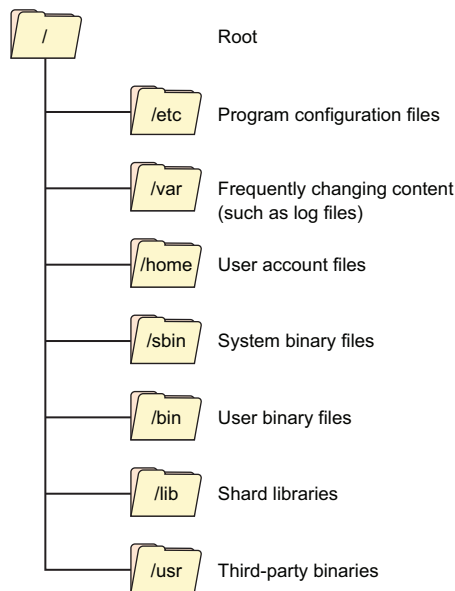 / Root
/etc Program configuration files
/var Frequently changing content
(such as log files)
/home User account files
/sbin System binary files
/bin User binary files
/lib Shard libraries
/usr Third-party binaries